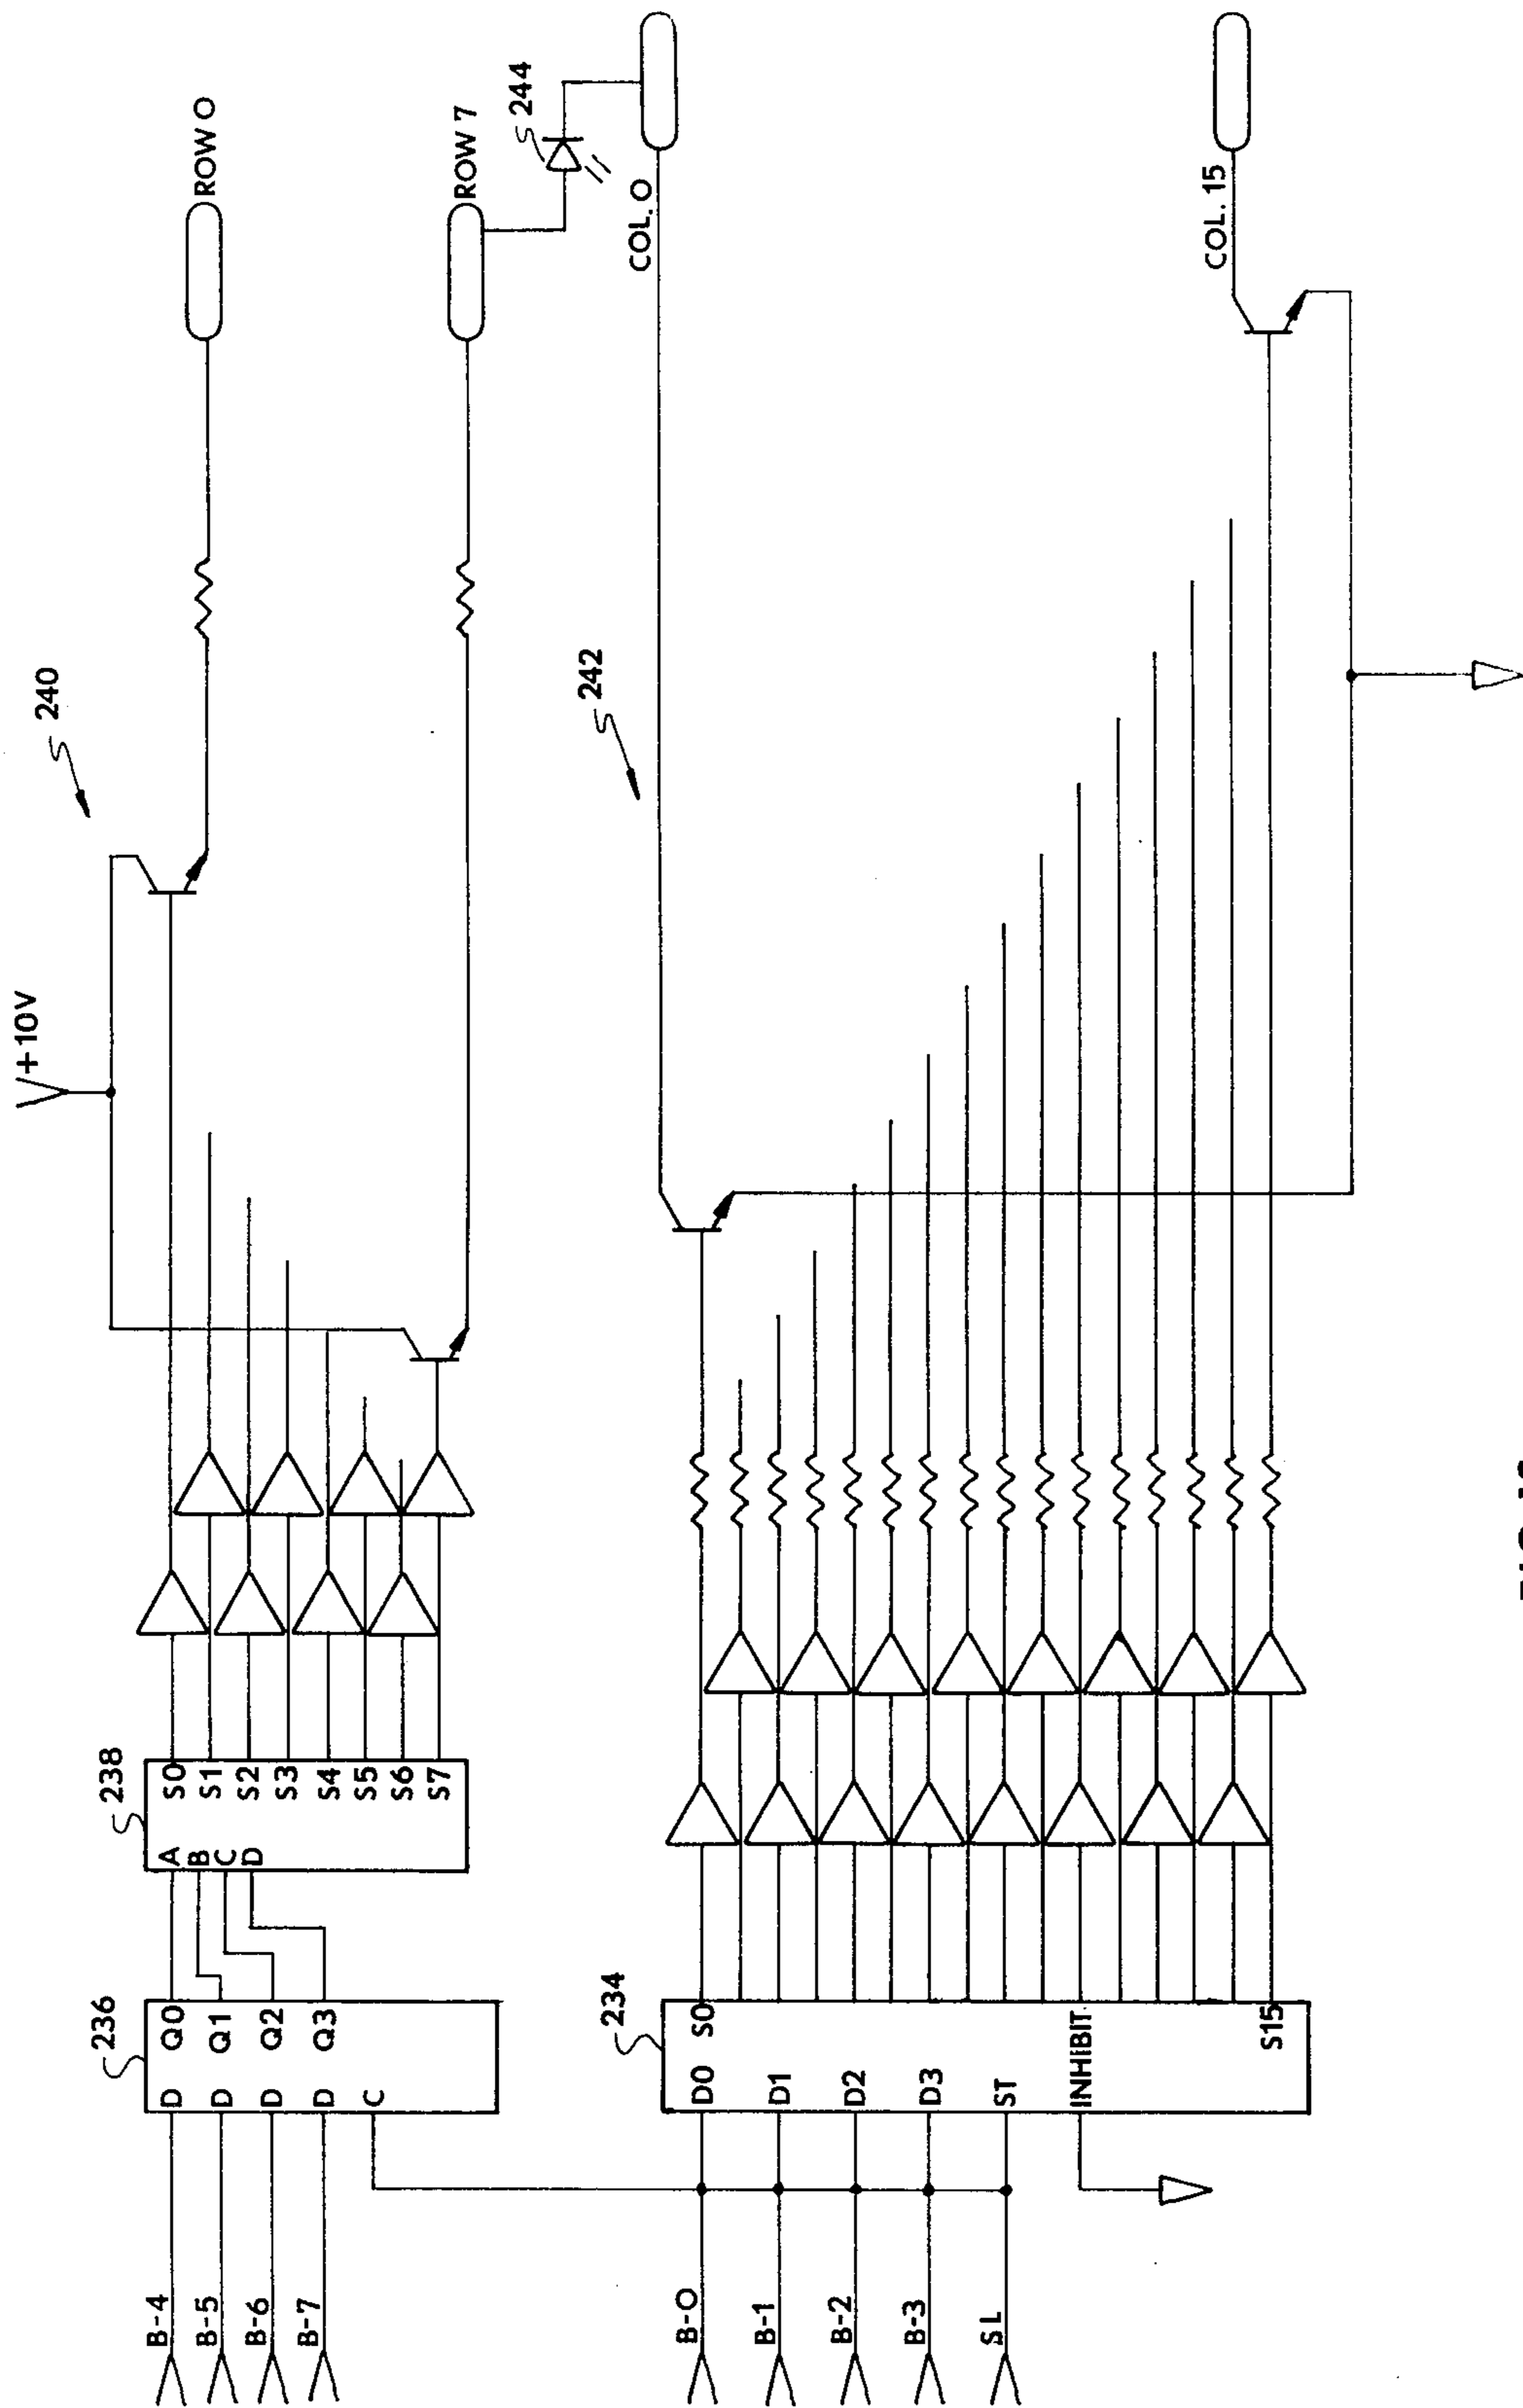 +10V
240
ROW 0
ROW 7
244
B-4
B-5
B-6
B-7
236
D Q0
D Q1
D Q2
D Q3
C
238
A S0
B S1
C S2
D S3
S4
S5
S6
S7
242
COL. 0
COL. 15
B-0
B-1
B-2
B-3
SL
234
D0 S0
D1
D2
D3
ST
INHIBIT
S15